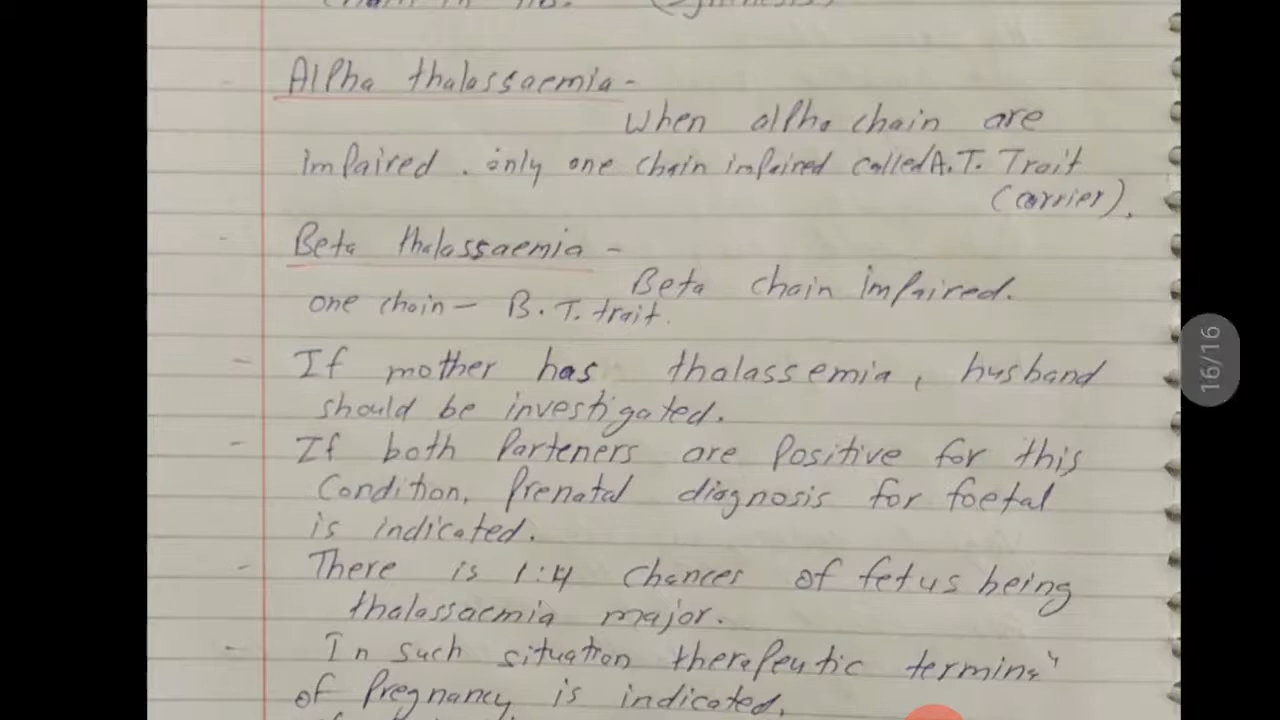 Alpha thalassaemia -
When alpha chain are
impaired. only one chain impaired called A.T. Trait
(carrier).
Beta thalassaemia -
Beta chain impaired.
one chain - B.T. trait.
- If mother has thalassemia, husband
should be investigated.
- If both Parteners are Positive for this
Condition, Prenatal diagnosis for foetal
is indicated.
- There is 1:4 chances of fetus being
thalassaemia major.
- In such situation therapeutic termin"
of Pregnancy is indicated.
16/16